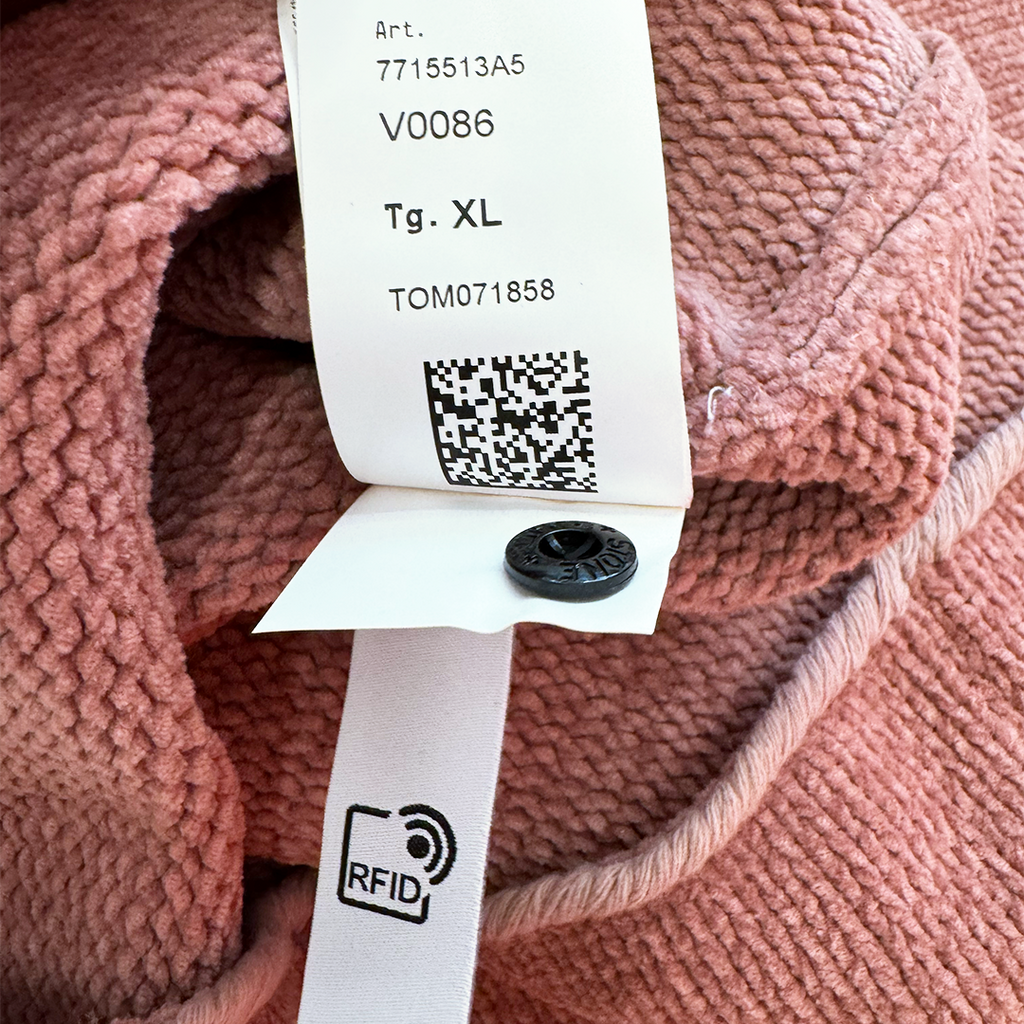 Art.
7715513A5
V0086
Tg. XL
TOM071858
RFID